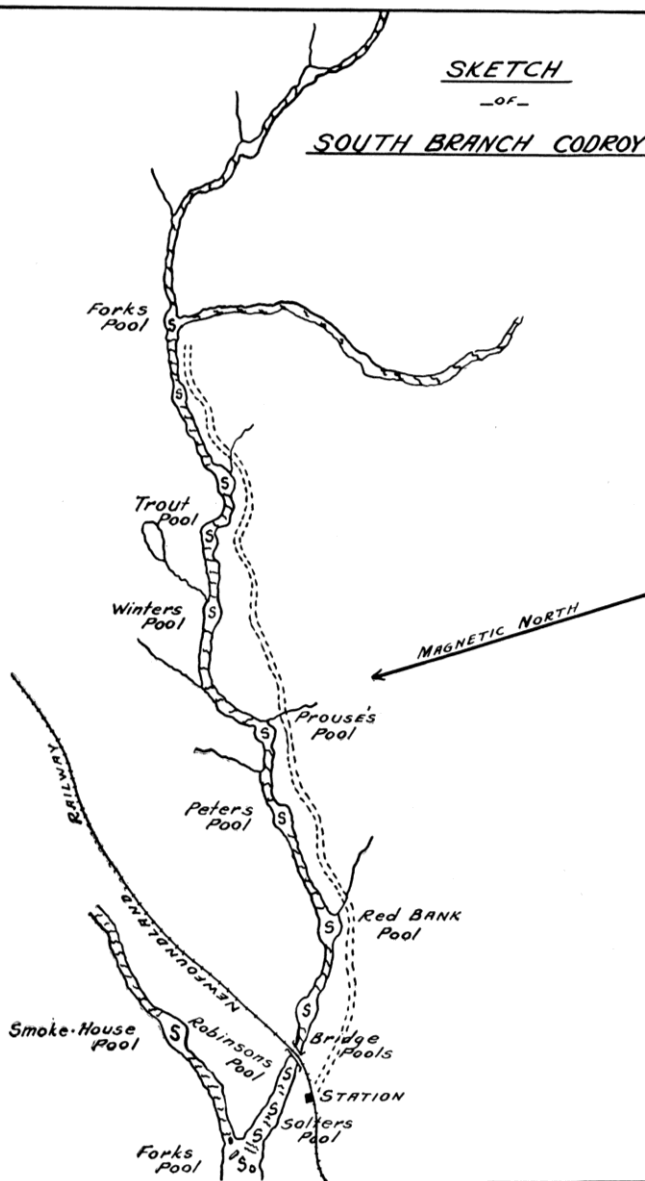 SKETCH
_OF_
SOUTH BRANCH CODROY
Forks
Pool
S
S
S
Trout
Pool
S
Winters
Pool
S
MAGNETIC NORTH
Prouse's
Pool
S
RAILWAY
Peters
Pool
S
Red BANK
Pool
S
NEWFOUNDLAND
S
Smoke-House
Pool
S
Robinsons
Pool
Bridge
Pools
S
STATION
S
Salters
Pool
S
Forks
Pool
S